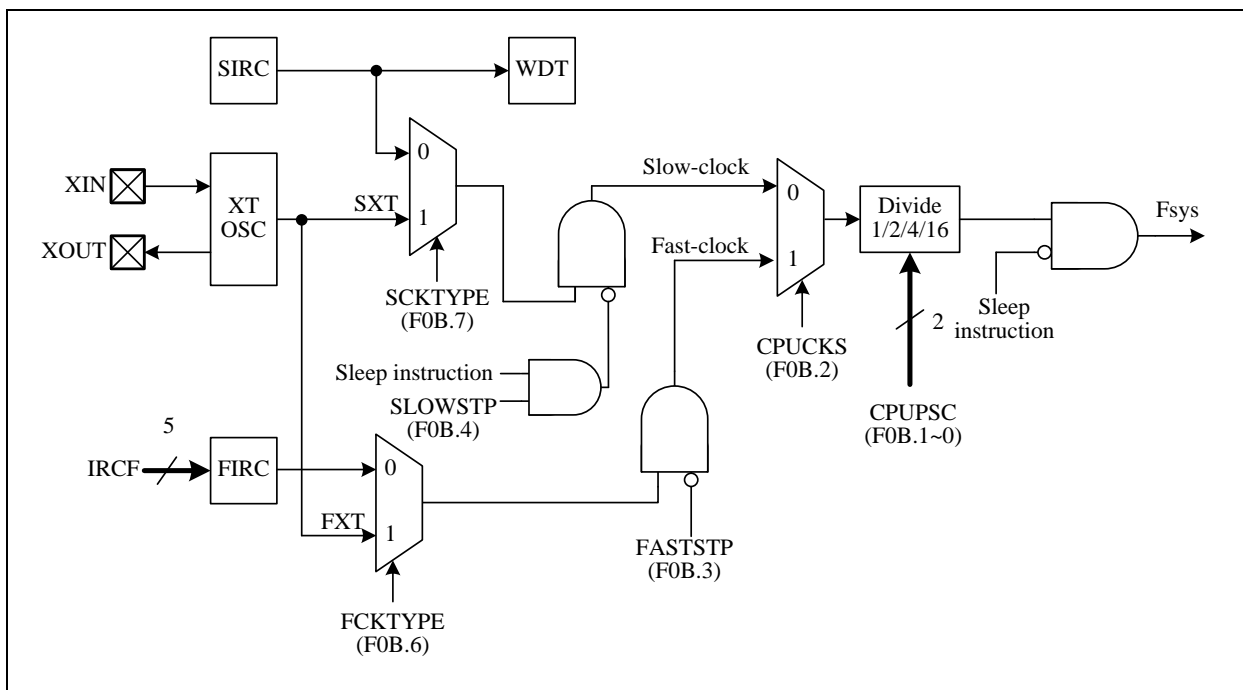 SIRC
WDT
XIN
XOUT
XT
OSC
SXT
0
1
SCKTYPE
(F0B.7)
Slow-clock
Fast-clock
0
1
CPUCKS
(F0B.2)
Divide
1/2/4/16
2
CPUPSC
(F0B.1~0)
Fsys
Sleep
instruction
Sleep instruction
SLOWSTP
(F0B.4)
IRCF
5
FIRC
FXT
0
1
FCKTYPE
(F0B.6)
FASTSTP
(F0B.3)